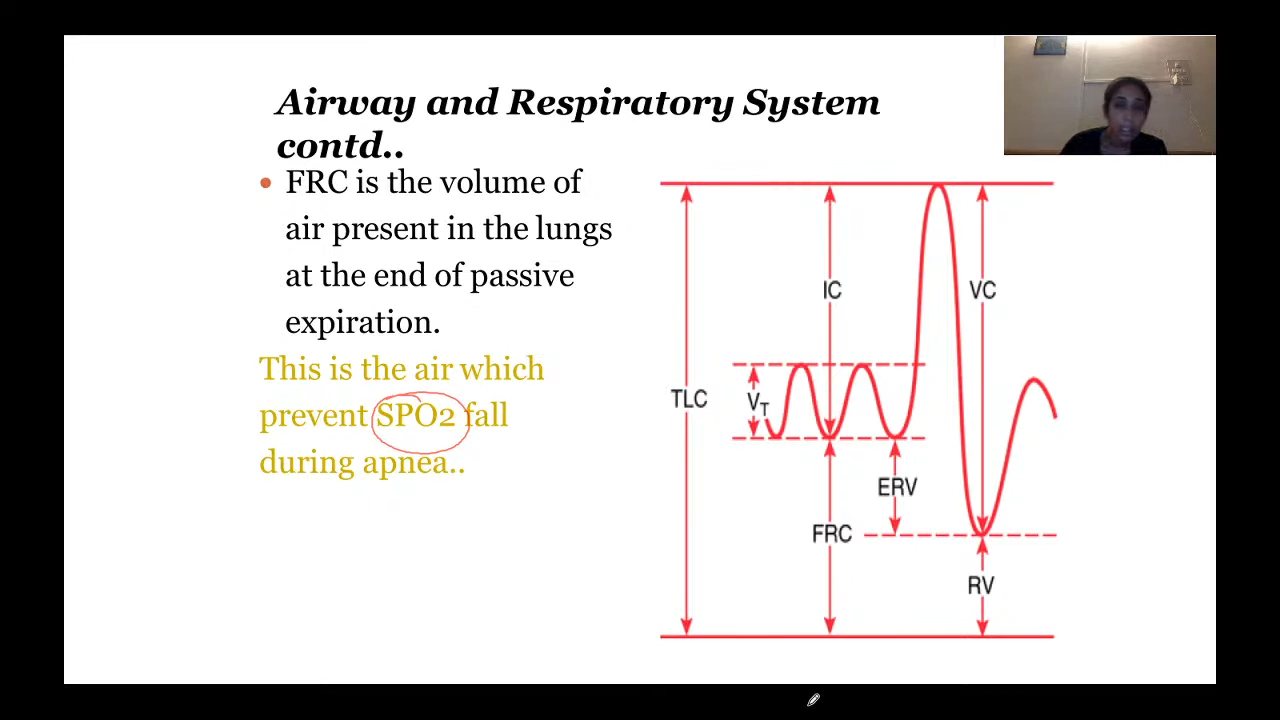 Airway and Respiratory System
contd..
FRC is the volume of
air present in the lungs
at the end of passive
expiration.
This is the air which
prevent SPO2 fall
during apnea..
IC
VC
TLC
VT
ERV
FRC
RV